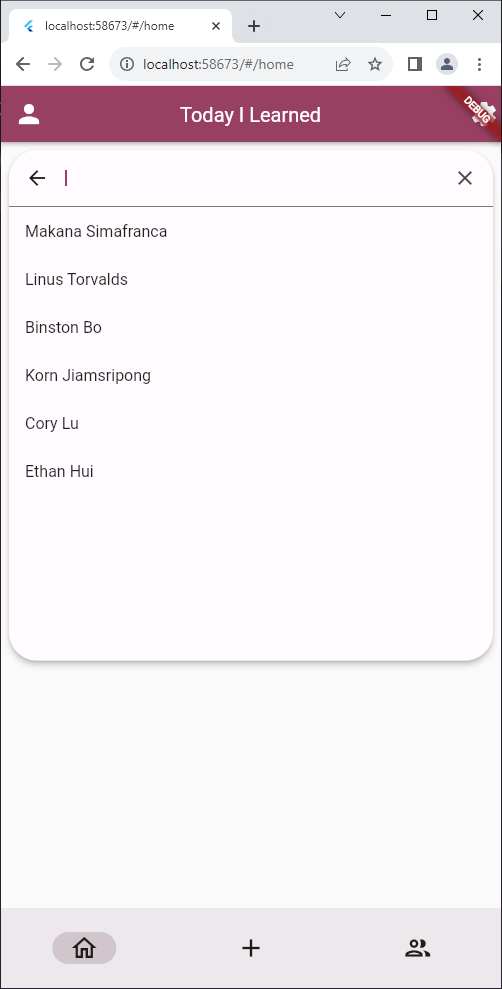 localhost:58673/#/home
localhost:58673/#/home
Today I Learned
DEBUG
Makana Simafranca
Linus Torvalds
Binston Bo
Korn Jiamsripong
Cory Lu
Ethan Hui